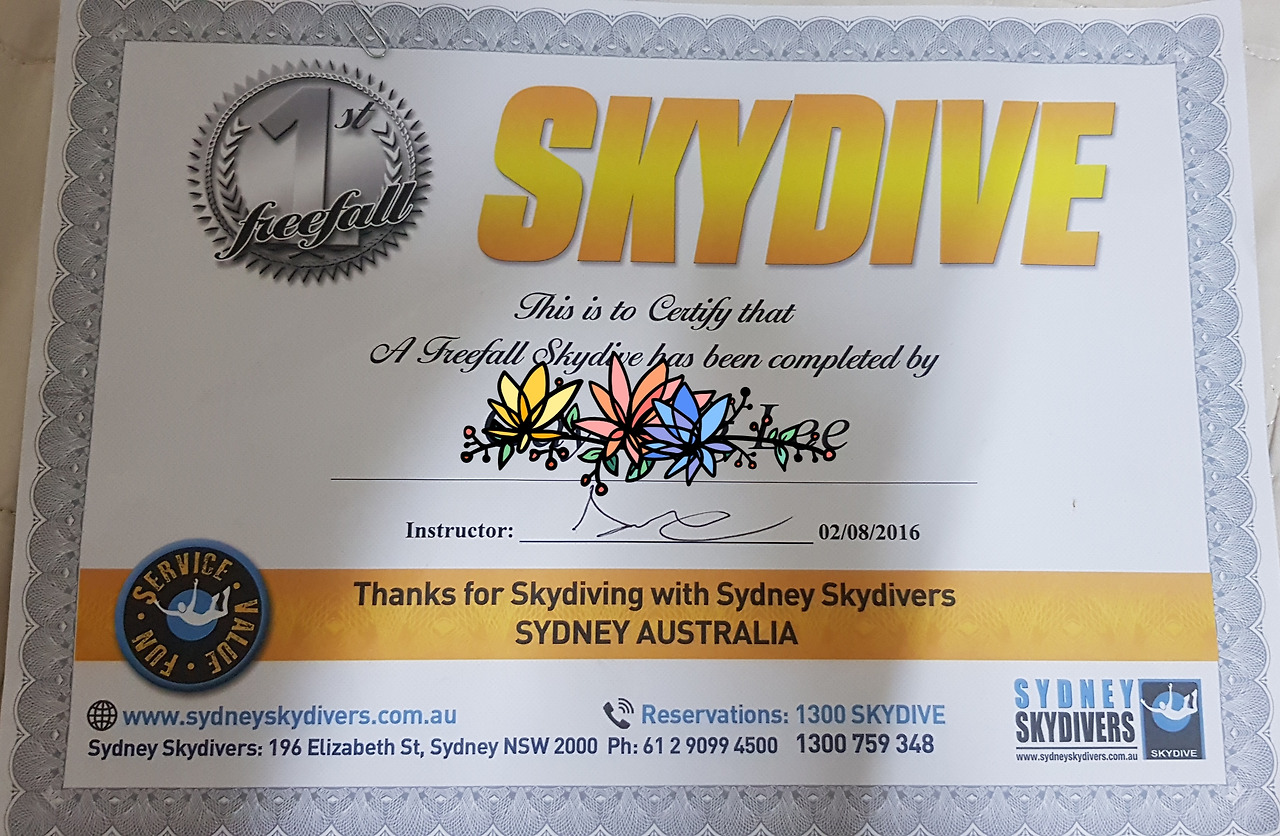 1st
freefall
SKYDIVE
This is to Certify that
A Freefall Skydive has been completed by
Lee
Instructor: 02/08/2016
SERVICE · VALUE · FUN ·
Thanks for Skydiving with Sydney Skydivers
SYDNEY AUSTRALIA
www.sydneyskydivers.com.au Reservations: 1300 SKYDIVE
Sydney Skydivers: 196 Elizabeth St, Sydney NSW 2000 Ph: 61 2 9099 4500 1300 759 348
SYDNEY
SKYDIVERS
www.sydneyskydivers.com.au
SKYDIVE